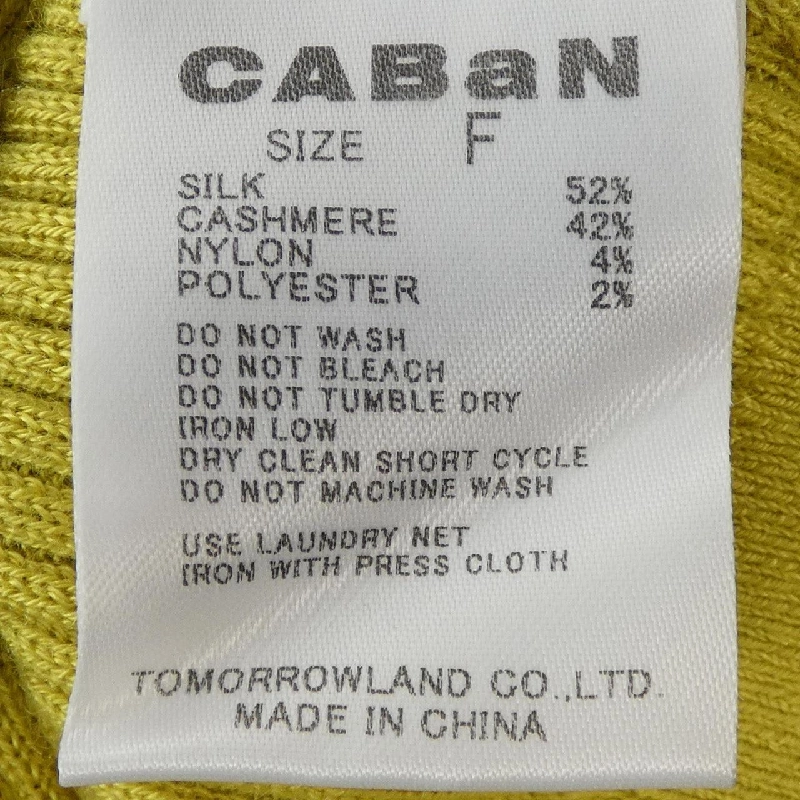 CABaN
SIZE F
SILK 52%
CASHMERE 42%
NYLON 4%
POLYESTER 2%
DO NOT WASH
DO NOT BLEACH
DO NOT TUMBLE DRY
IRON LOW
DRY CLEAN SHORT CYCLE
DO NOT MACHINE WASH
USE LAUNDRY NET
IRON WITH PRESS CLOTH
TOMORROWLAND CO.,LTD.
MADE IN CHINA